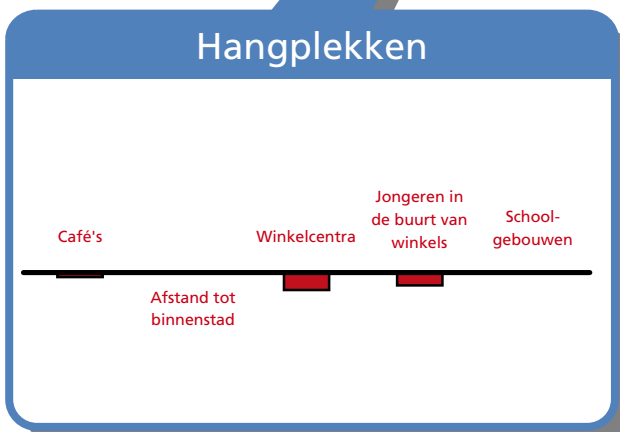 Hangplekken
Café's
Winkelcentra
Jongeren in
de buurt van
winkels
School-
gebouwen
Afstand tot
binnenstad